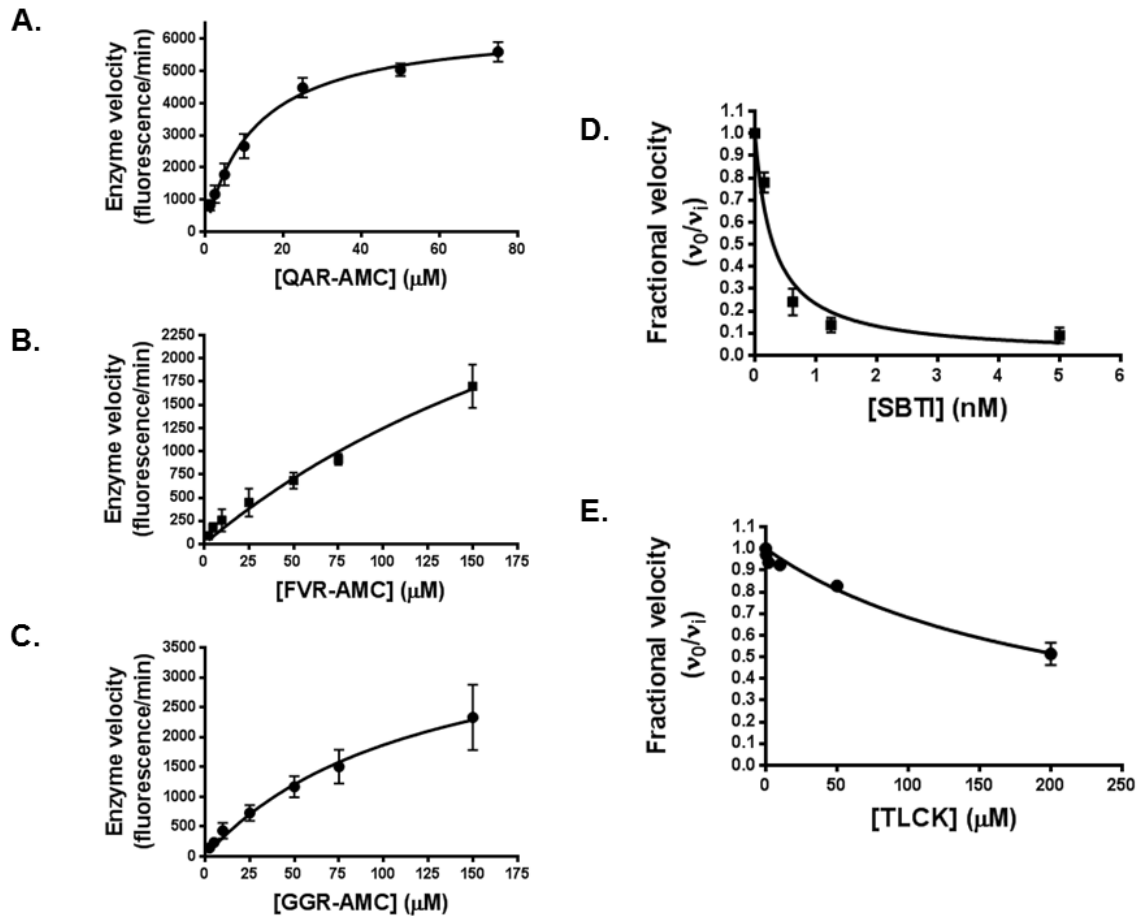 A.
Enzyme velocity
(fluorescence/min)
6000
5000
4000
3000
2000
1000
0
0 20 40 60 80
[QAR-AMC] (μM)
B.
Enzyme velocity
(fluorescence/min)
2250
2000
1750
1500
1250
1000
750
500
250
0
0 25 50 75 100 125 150 175
[FVR-AMC] (μM)
C.
Enzyme velocity
(fluorescence/min)
3500
3000
2500
2000
1500
1000
500
0
0 25 50 75 100 125 150 175
[GGR-AMC] (μM)
D.
Fractional velocity
(ν0/νi)
1.1
1.0
0.9
0.8
0.7
0.6
0.5
0.4
0.3
0.2
0.1
0.0
0 1 2 3 4 5 6
[SBTI] (nM)
E.
Fractional velocity
(ν0/νi)
1.1
1.0
0.9
0.8
0.7
0.6
0.5
0.4
0.3
0.2
0.1
0.0
0 50 100 150 200 250
[TLCK] (μM)